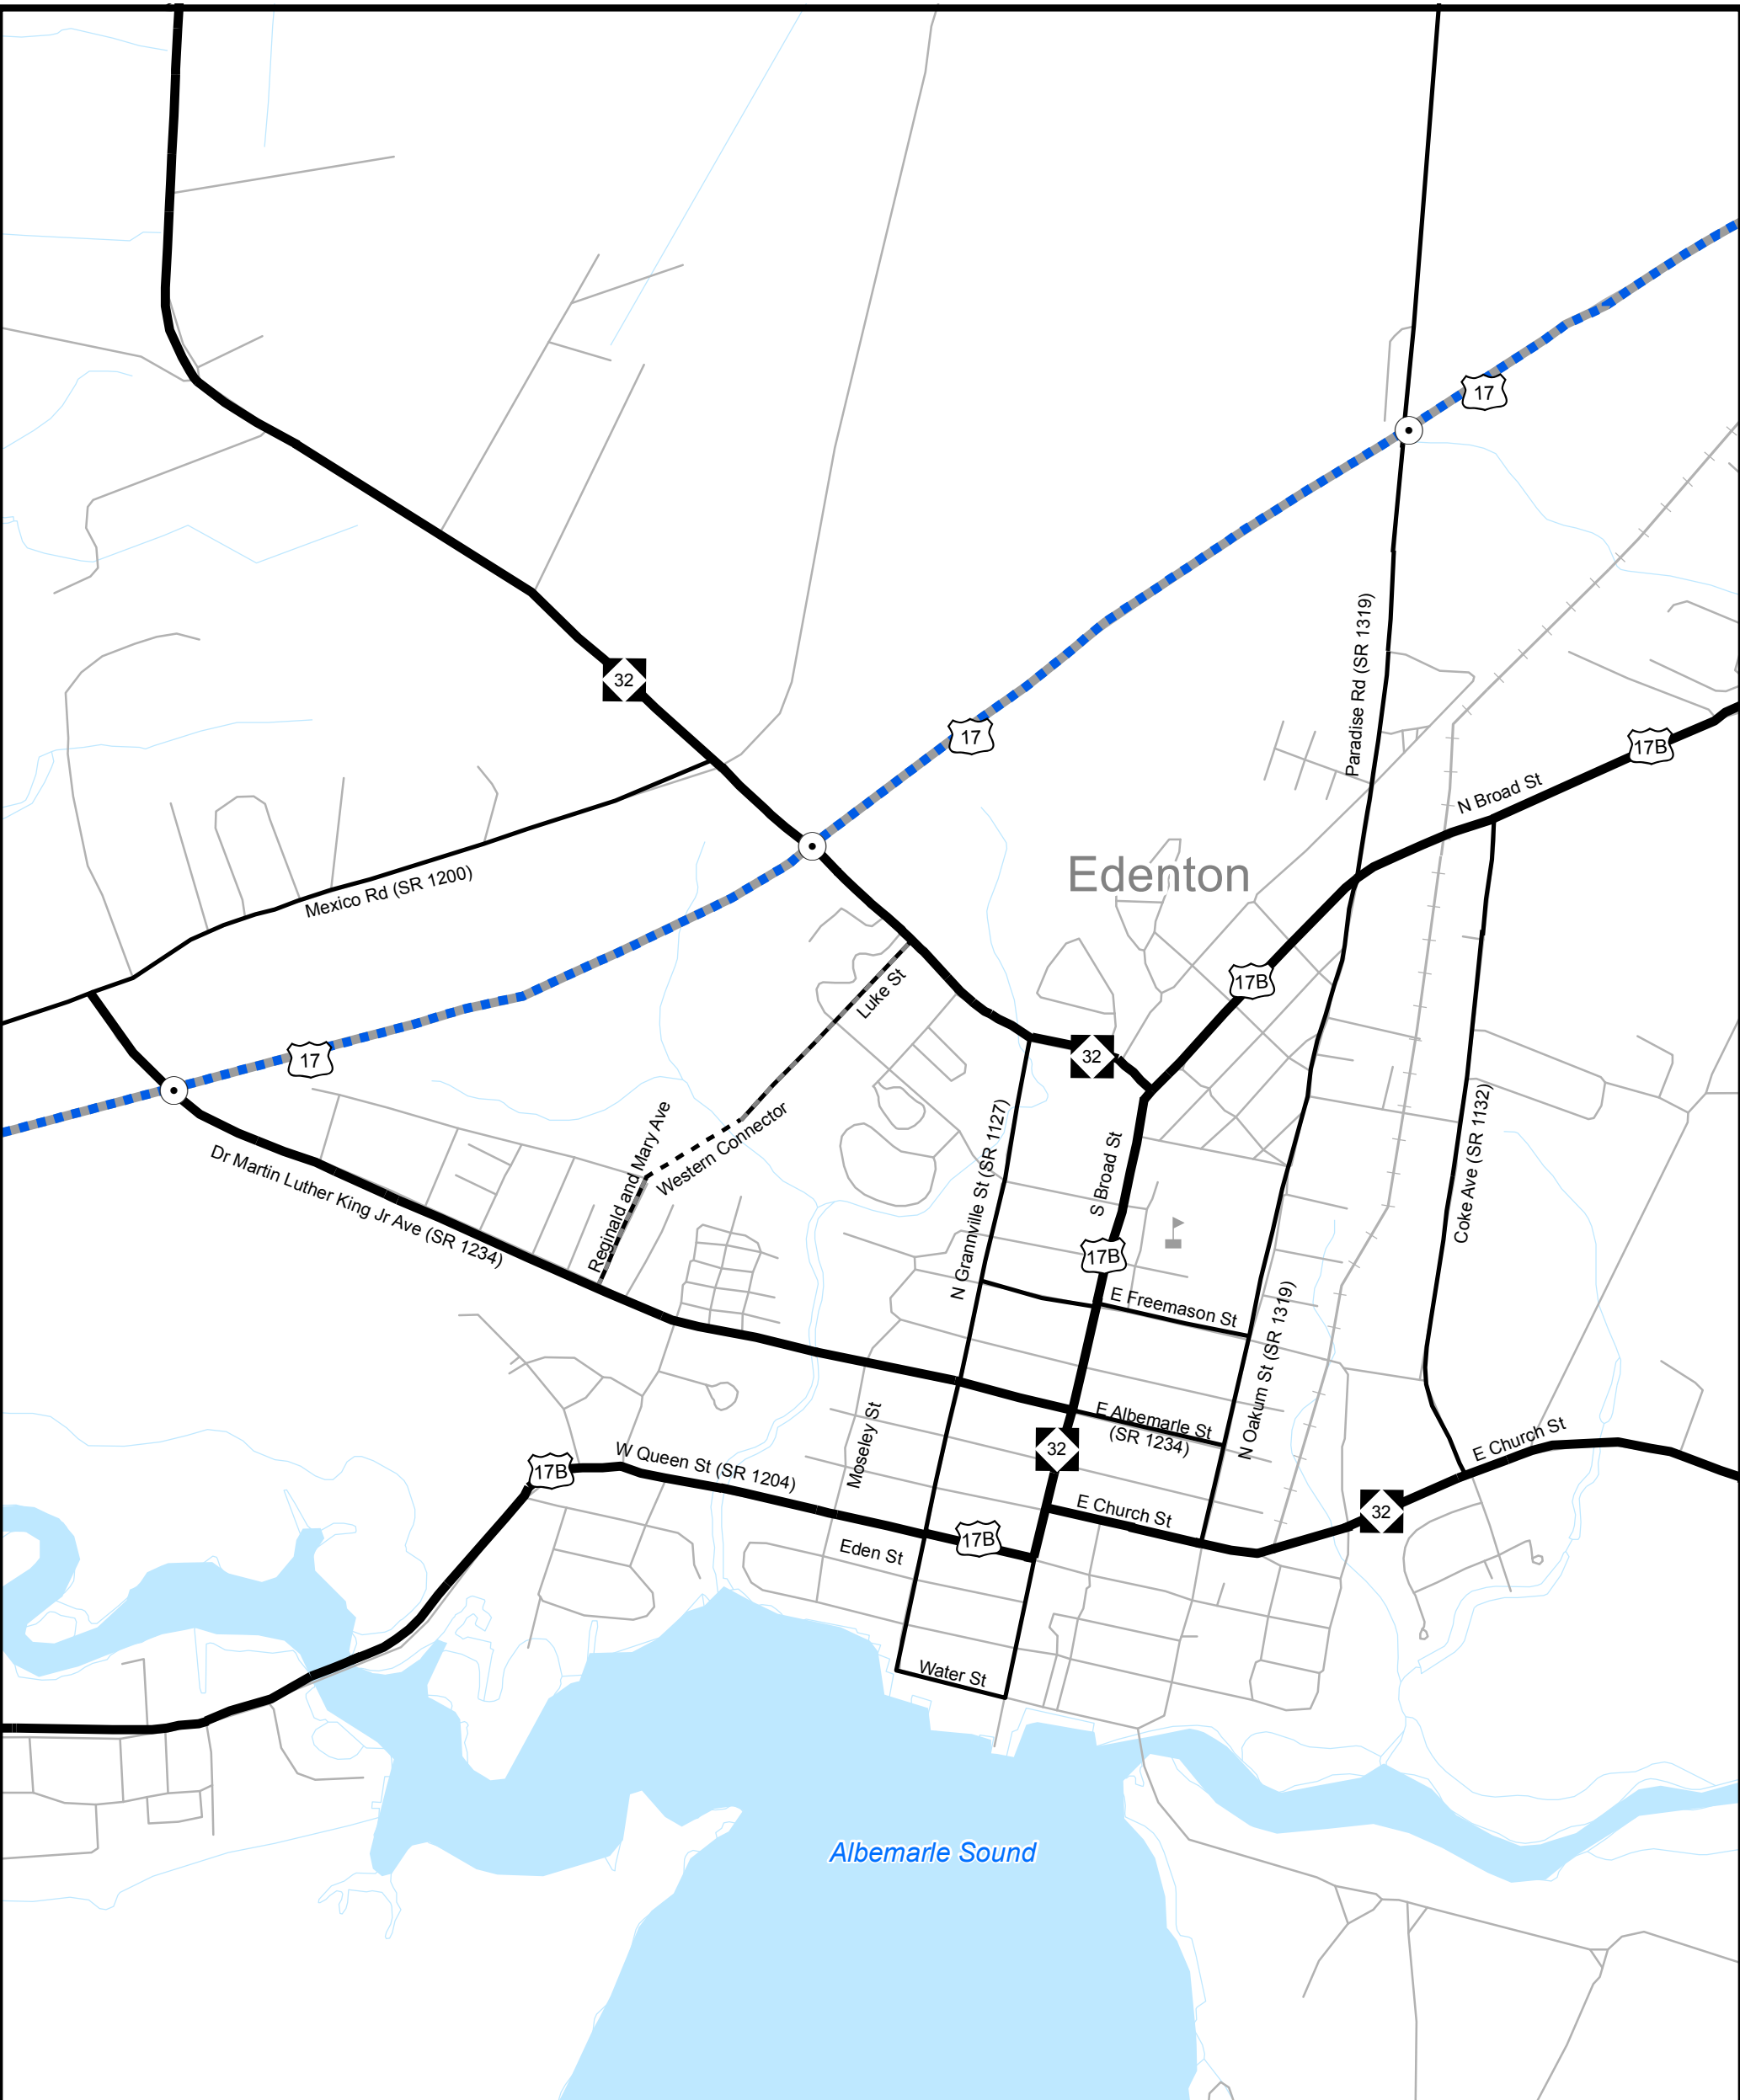 17
Paradise Rd (SR 1319)
32
17
17B
N Broad St
Edenton
Mexico Rd (SR 1200)
17B
Luke St
32
17
Western Connector
Reginald and Mary Ave
Dr Martin Luther King Jr Ave (SR 1234)
N Grannville St (SR 1127)
S Broad St
Coke Ave (SR 1132)
17B
E Freemason St
N Oakum St (SR 1319)
E Albemarle St
(SR 1234)
Moseley St
32
E Church St
W Queen St (SR 1204)
17B
E Church St
32
17B
Eden St
Water St
Albemarle Sound